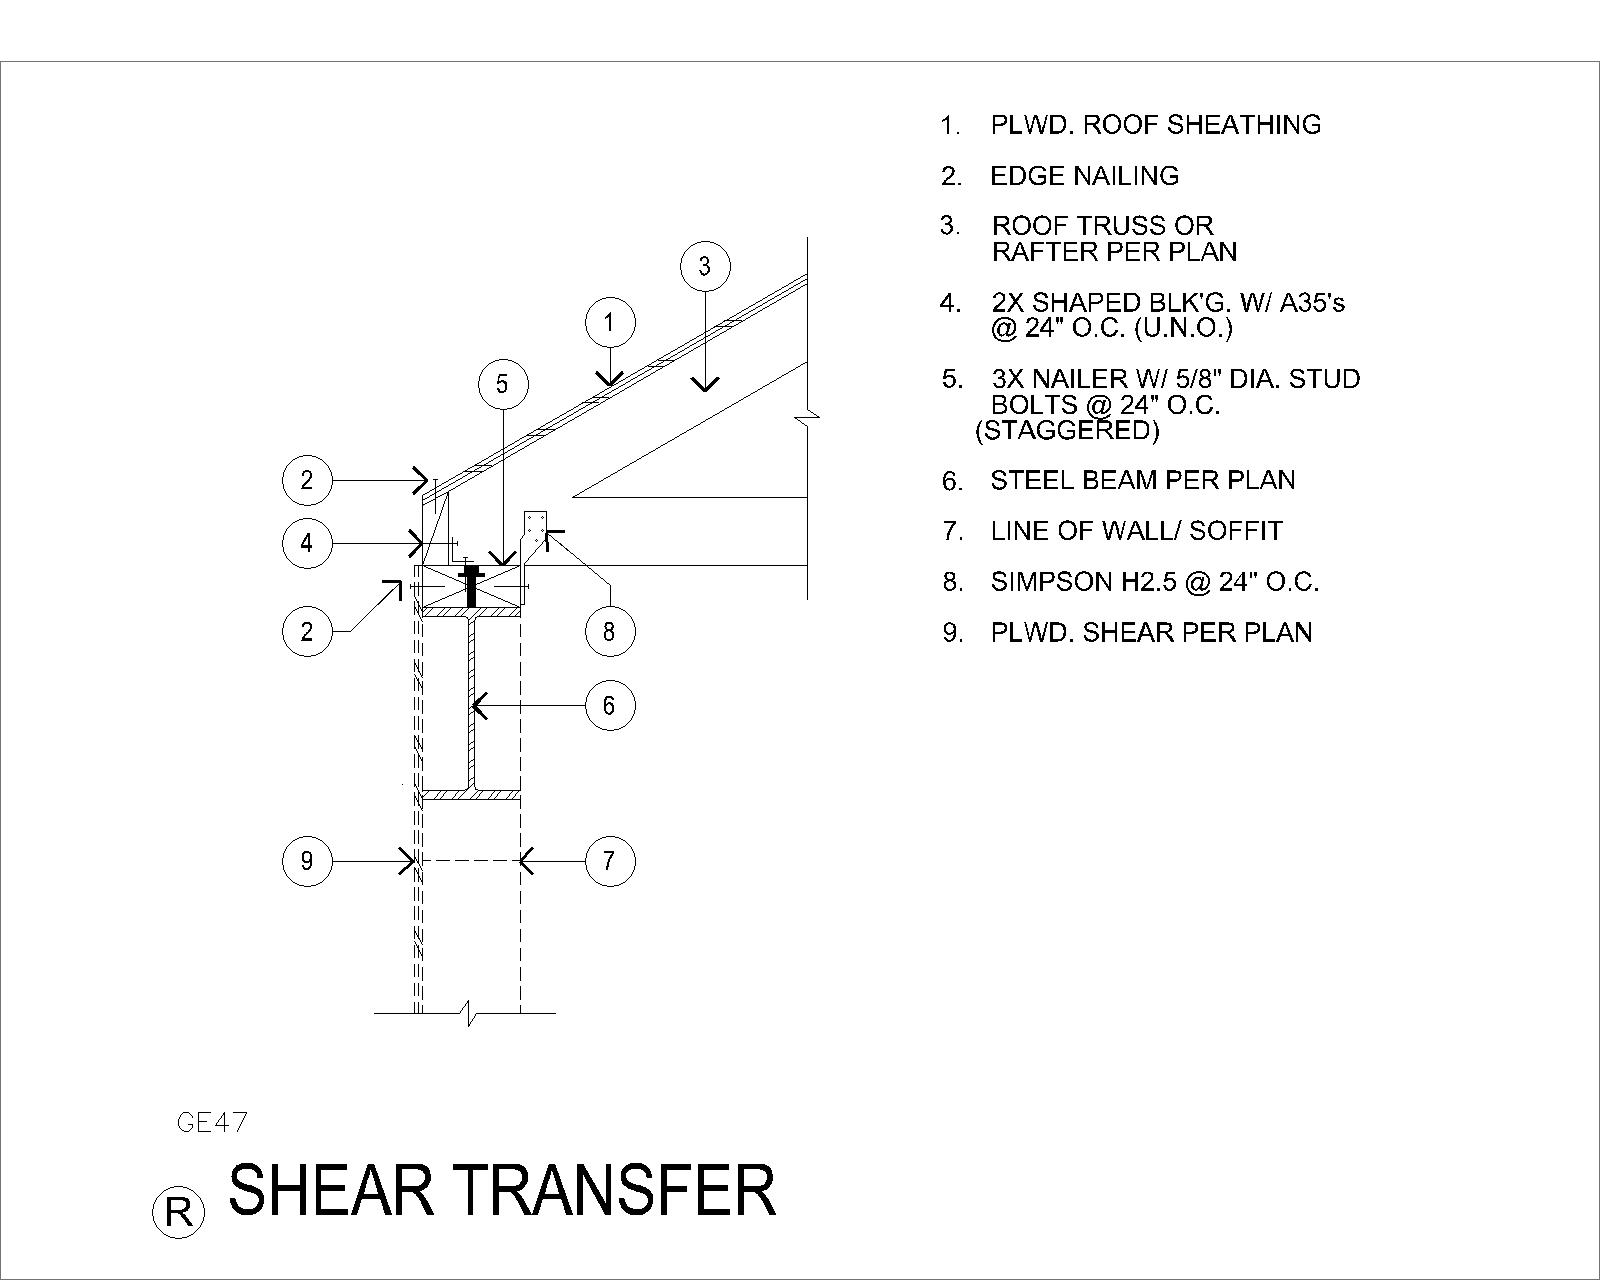 1. PLWD. ROOF SHEATHING
2. EDGE NAILING
3. ROOF TRUSS OR
RAFTER PER PLAN
4. 2X SHAPED BLK'G. W/ A35's
@ 24" O.C. (U.N.O.)
5. 3X NAILER W/ 5/8" DIA. STUD
BOLTS @ 24" O.C.
(STAGGERED)
6. STEEL BEAM PER PLAN
7. LINE OF WALL/ SOFFIT
8. SIMPSON H2.5 @ 24" O.C.
9. PLWD. SHEAR PER PLAN
3
1
5
2
4
2
8
6
9
7
GE47
R SHEAR TRANSFER